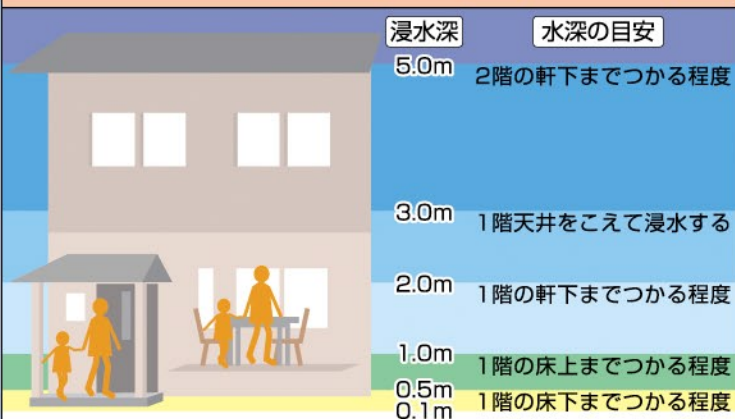 浸水深 水深の目安
5.0m
2階の軒下までつかる程度
3.0m
1階天井をこえて浸水する
2.0m
1階の軒下までつかる程度
1.0m
1階の床上までつかる程度
0.5m
1階の床下までつかる程度
0.1m